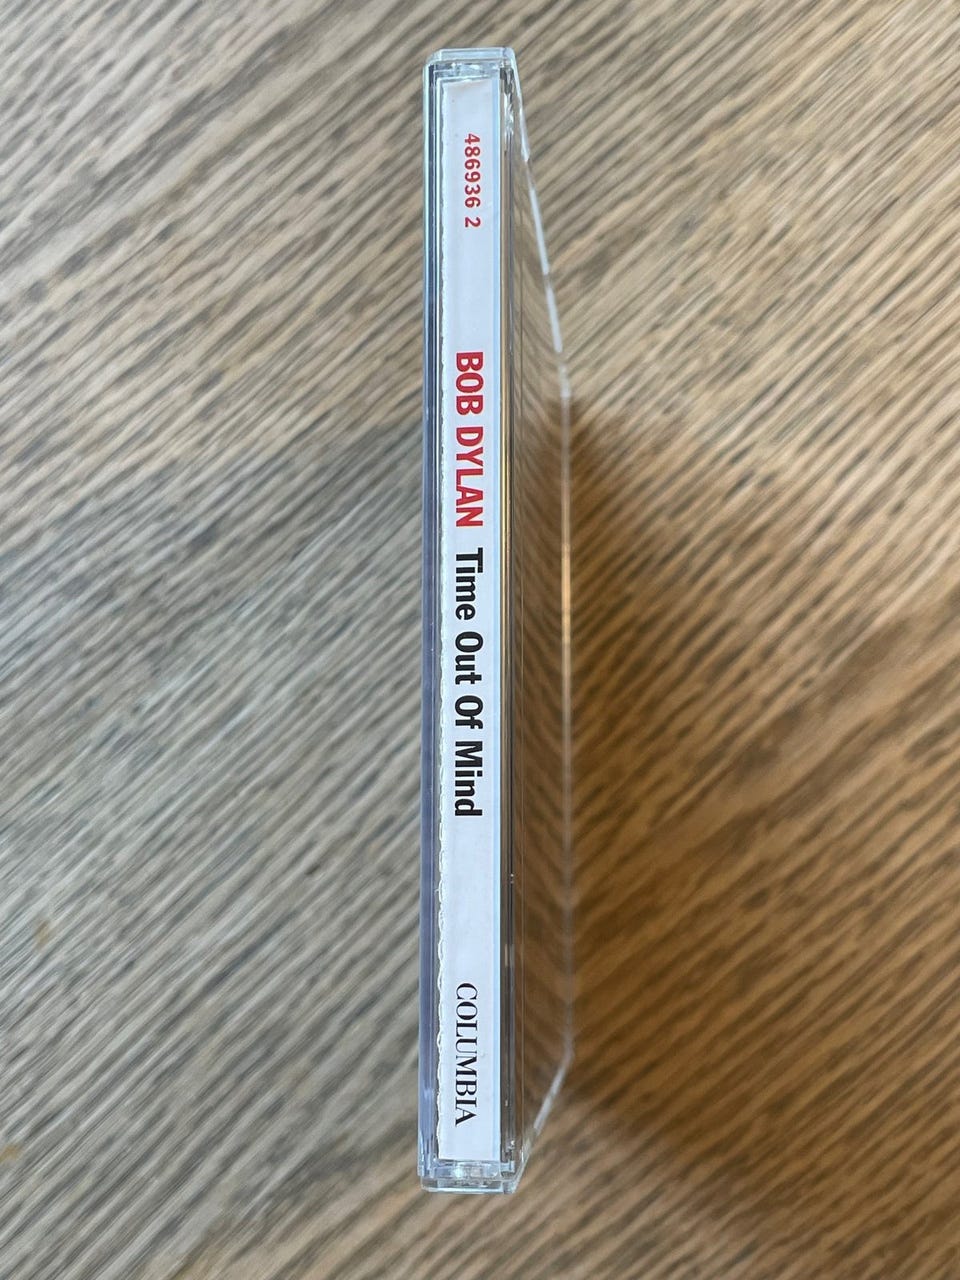 486936 2
BOB DYLAN Time Out Of Mind
COLUMBIA